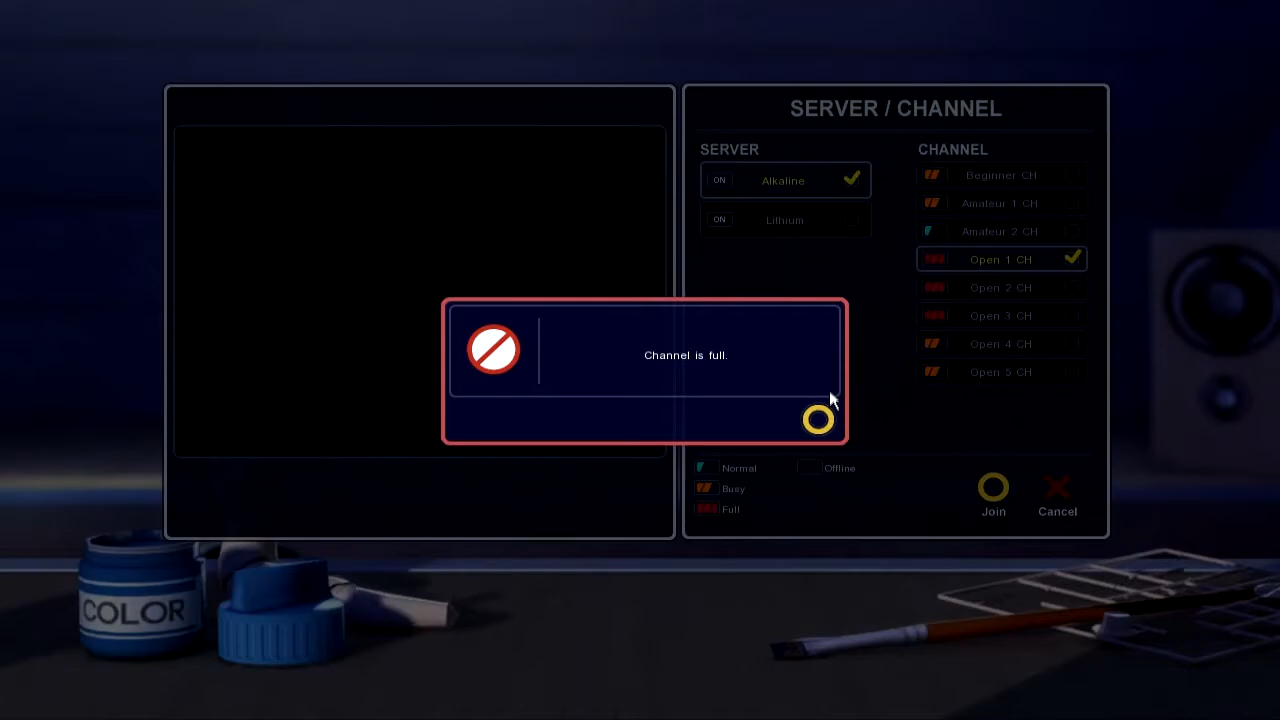 SERVER / CHANNEL
SERVER
CHANNEL
ON Alkaline
ON Lithium
Beginner CH
Amateur 1 CH
Amateur 2 CH
Open 1 CH
Open 2 CH
Open 3 CH
Open 4 CH
Open 5 CH
Channel is full.
Normal
Offline
Busy
Full
Join
Cancel
COLOR